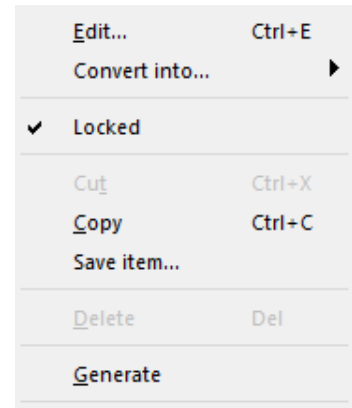 Edit... Ctrl+E
Convert into...
Locked
Cut Ctrl+X
Copy Ctrl+C
Save item...
Delete Del
Generate